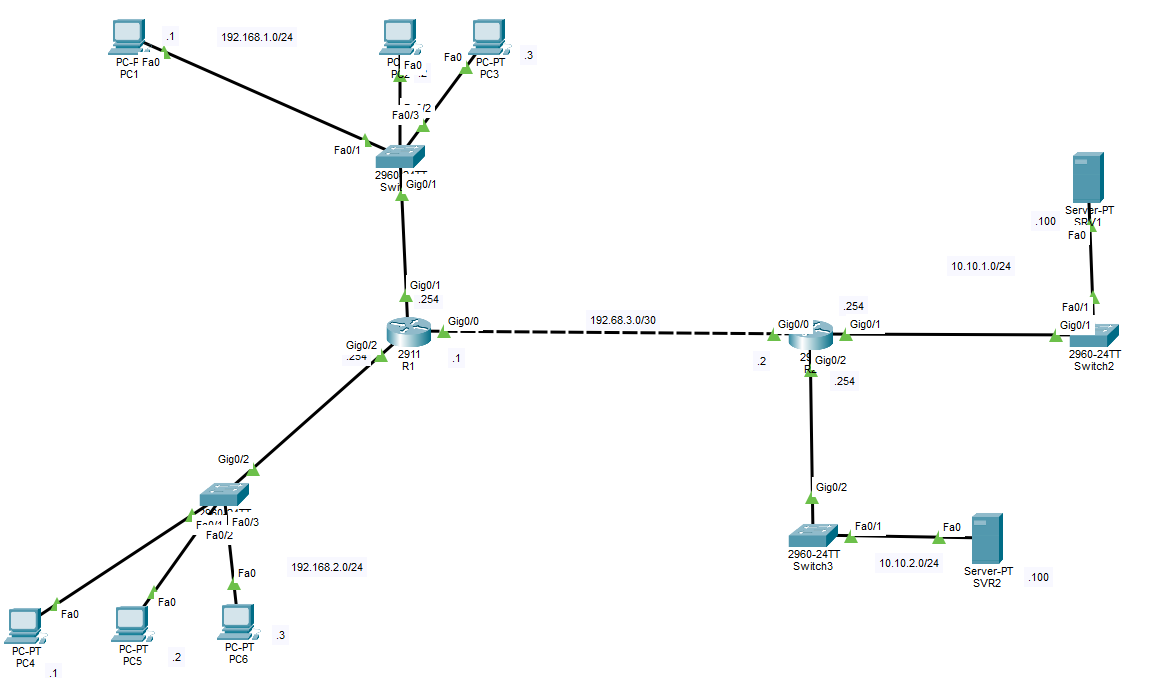 .1
192.168.1.0/24
Fa0
PC1
Fa0
Fa0
PC-PT
PC3
.3
Fa0/3
Fa0/1
Gig0/1
Gig0/1
.254
Gig0/0
192.68.3.0/30
Gig0/2
.254
2911
R1
.1
Gig0/0
.254
Gig0/1
.2
Gig0/2
.254
Server-PT
.100
Fa0
10.10.1.0/24
Fa0/1
Gig0/1
2960-24TT
Switch2
Gig0/2
Fa0/3
Fa0/2
Fa0
192.168.2.0/24
Fa0
Fa0
PC-PT
PC4
.1
PC-PT
PC5
.2
PC-PT
PC6
.3
Gig0/2
Fa0/1
Fa0
2960-24TT
Switch3
10.10.2.0/24
Server-PT
SVR2
.100